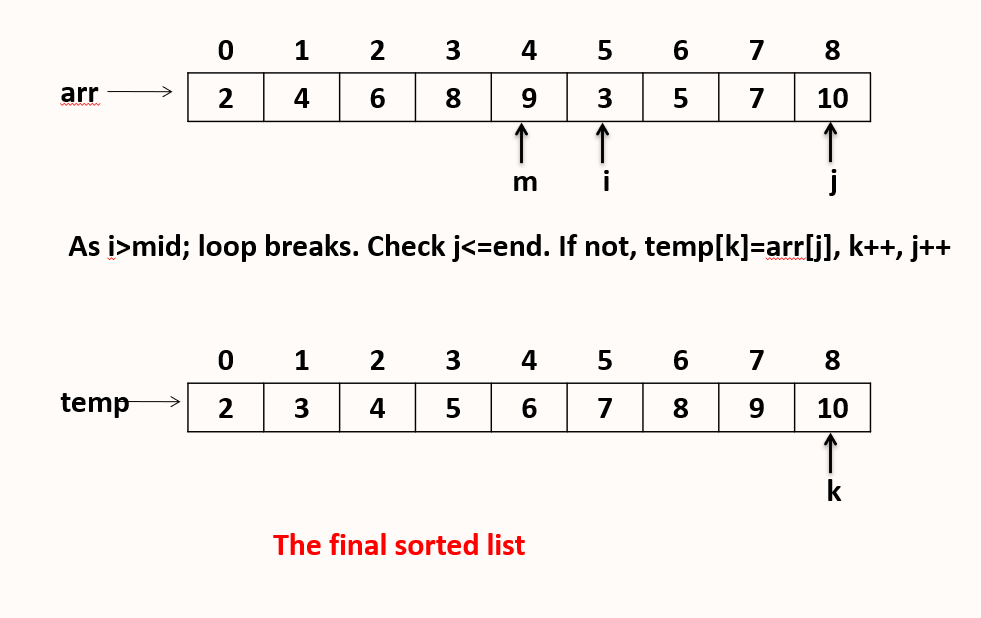 0 1 2 3 4 5 6 7 8
arr 2 4 6 8 9 3 5 7 10
m i j
As i>mid; loop breaks. Check j<=end. If not, temp[k]=arr[j], k++, j++
0 1 2 3 4 5 6 7 8
temp 2 3 4 5 6 7 8 9 10
k
The final sorted list